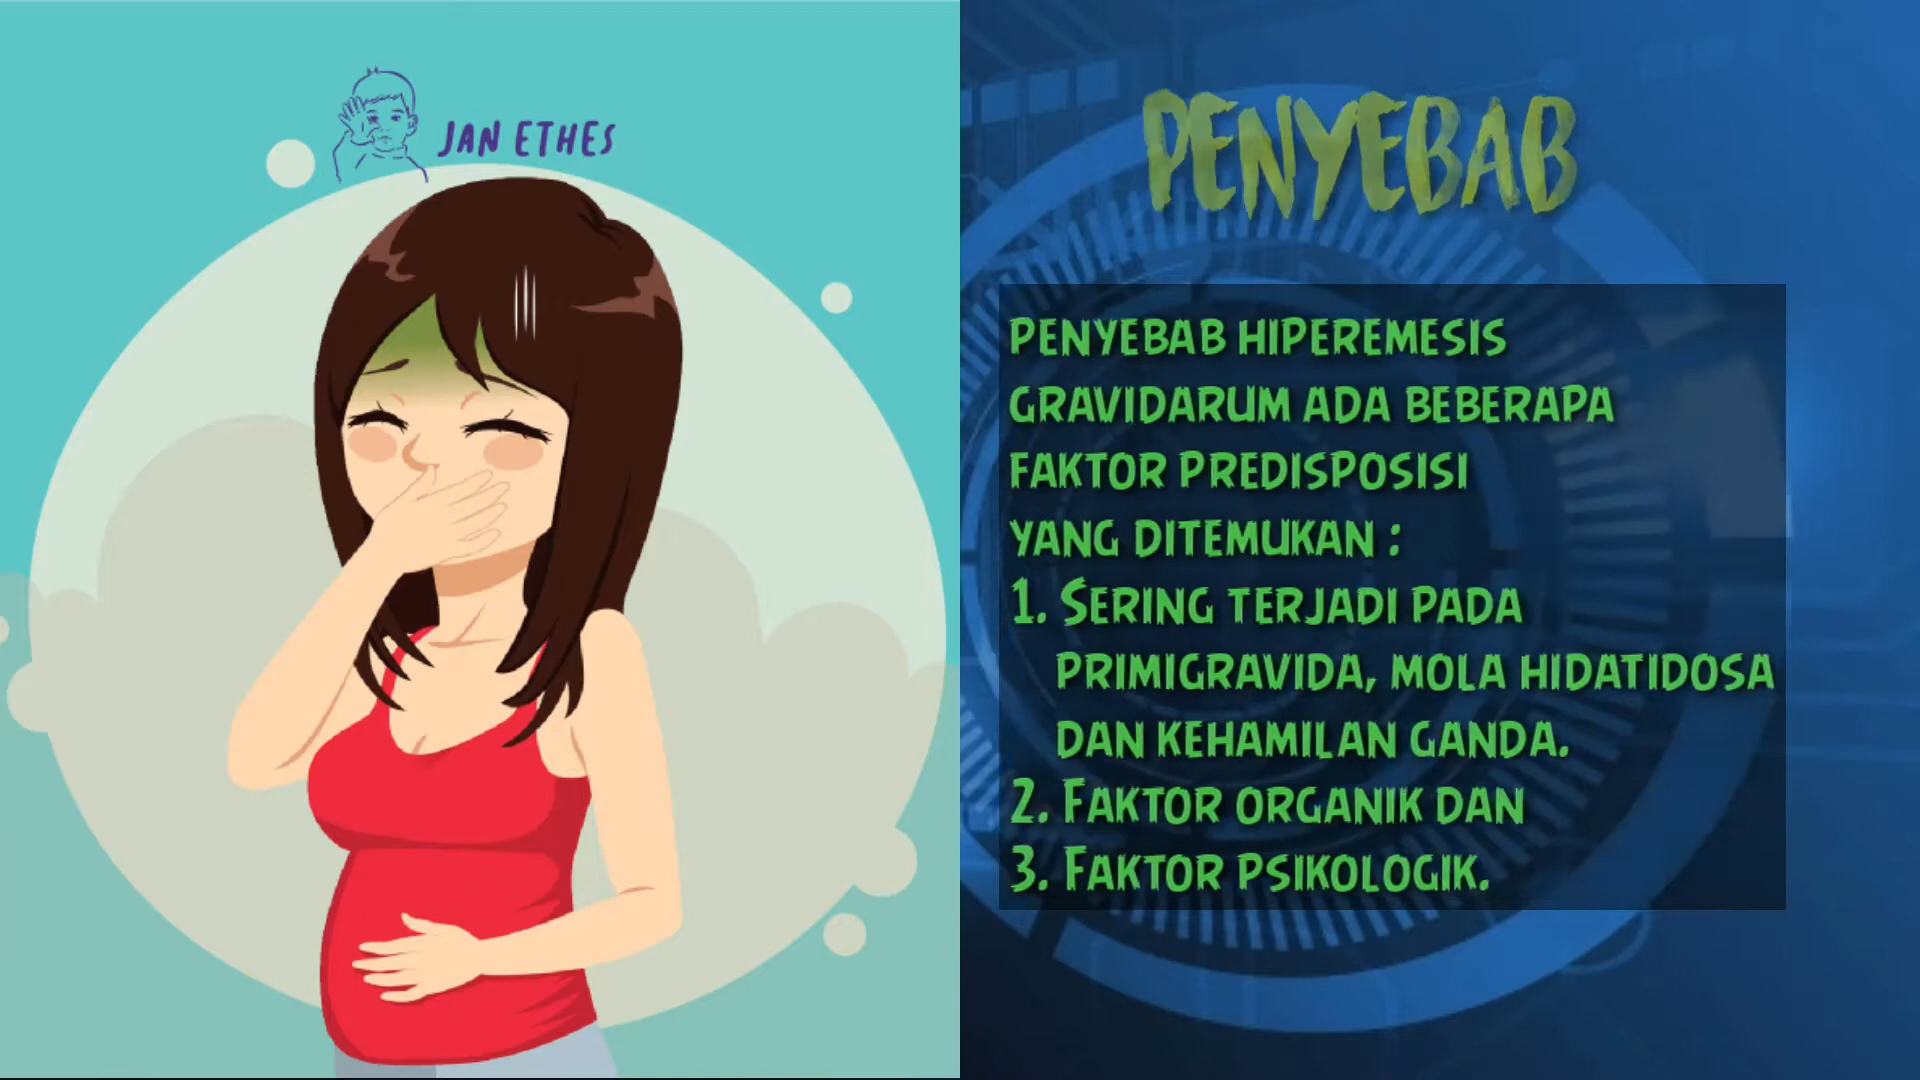 JAN ETHES
PENYEBAB
PENYEBAB HIPEREMESIS
GRAVIDARUM ADA BEBERAPA
FAKTOR PREDISPOSISI
YANG DITEMUKAN :
1. SERING TERJADI PADA
PRIMIGRAVIDA, MOLA HIDATIDOSA
DAN KEHAMILAN GANDA.
2. FAKTOR ORGANIK DAN
3. FAKTOR PSIKOLOGIK.